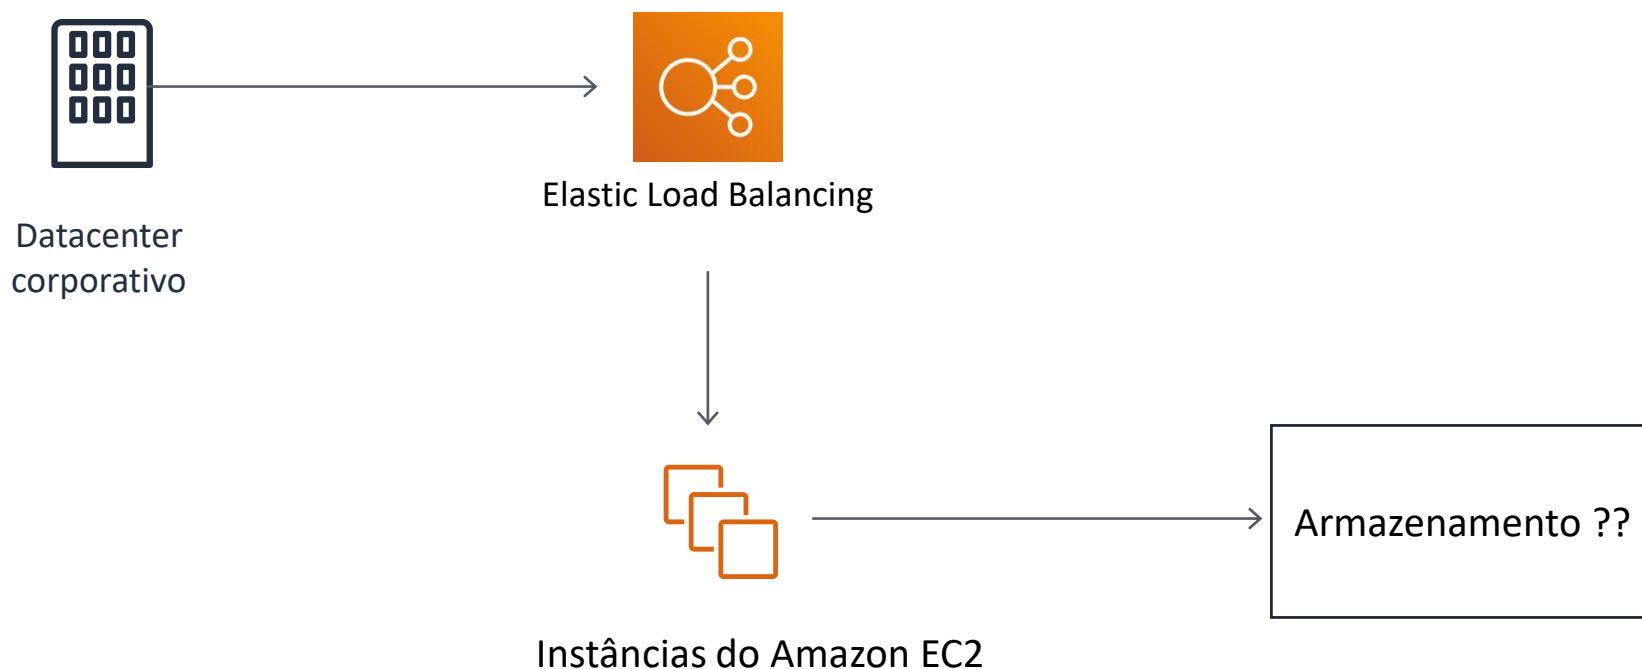 Elastic Load Balancing
Datacenter
corporativo
Armazenamento ??
Instâncias do Amazon EC2